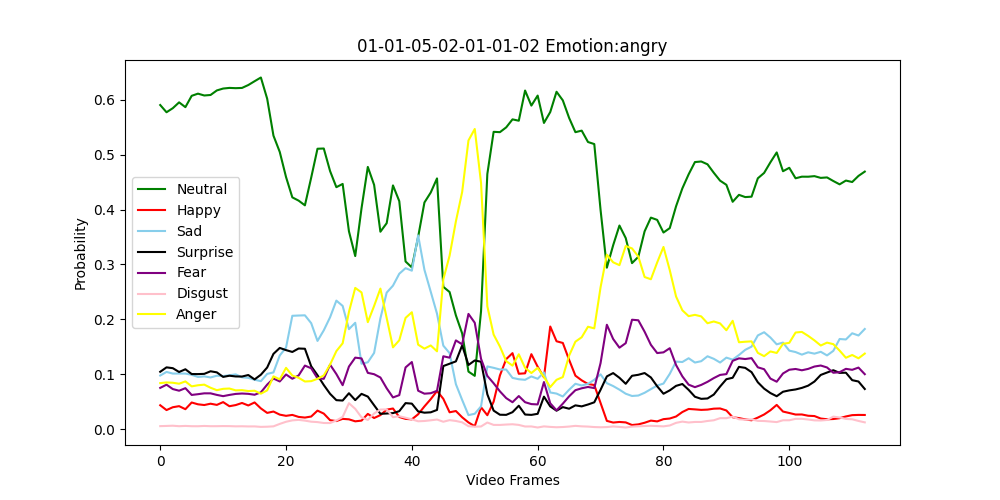 01-01-05-02-01-01-02 Emotion:angry
0.6
0.5
0.4
0.3
0.2
0.1
0.0
Probability
Neutral
Happy
Sad
Surprise
Fear
Disgust
Anger
0 20 40 60 80 100
Video Frames